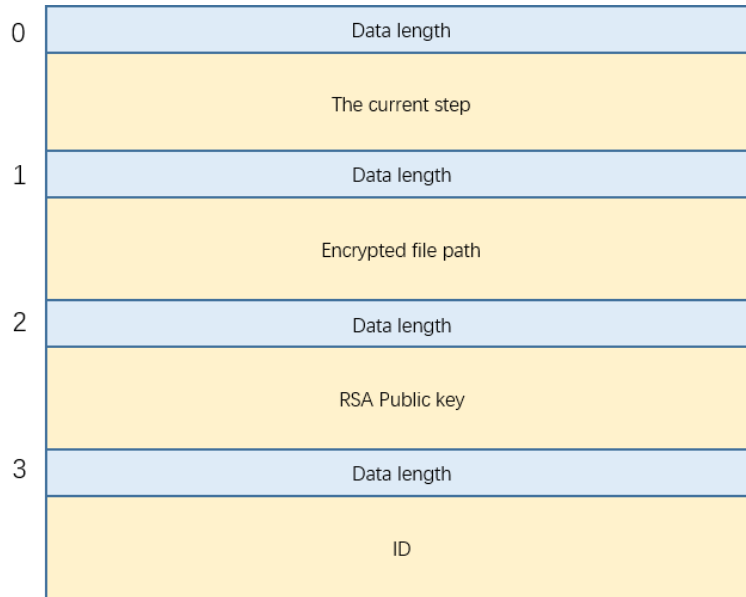 0 Data length
The current step
1 Data length
Encrypted file path
2 Data length
RSA Public key
3 Data length
ID